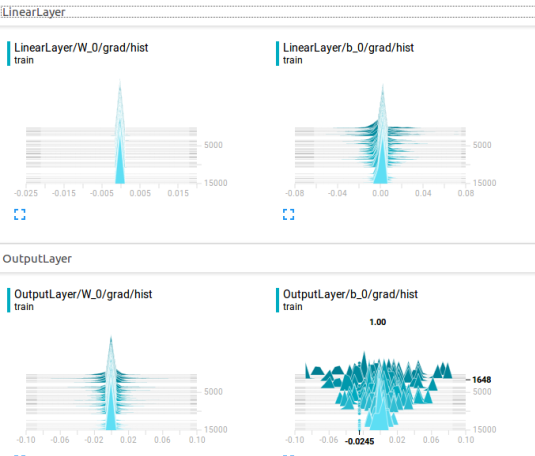 LinearLayer
LinearLayer/W_0/grad/hist
train
5000
15000
-0.025 -0.015 -0.005 0.005 0.015
LinearLayer/b_0/grad/hist
train
5000
15000
-0.08 -0.04 0.00 0.04 0.08
OutputLayer
OutputLayer/W_0/grad/hist
train
5000
15000
-0.10 -0.06 -0.02 0.02 0.06 0.10
OutputLayer/b_0/grad/hist
train
1.00
1648
5000
15000
-0.10 -0.06 -0.0245 0.02 0.06 0.10